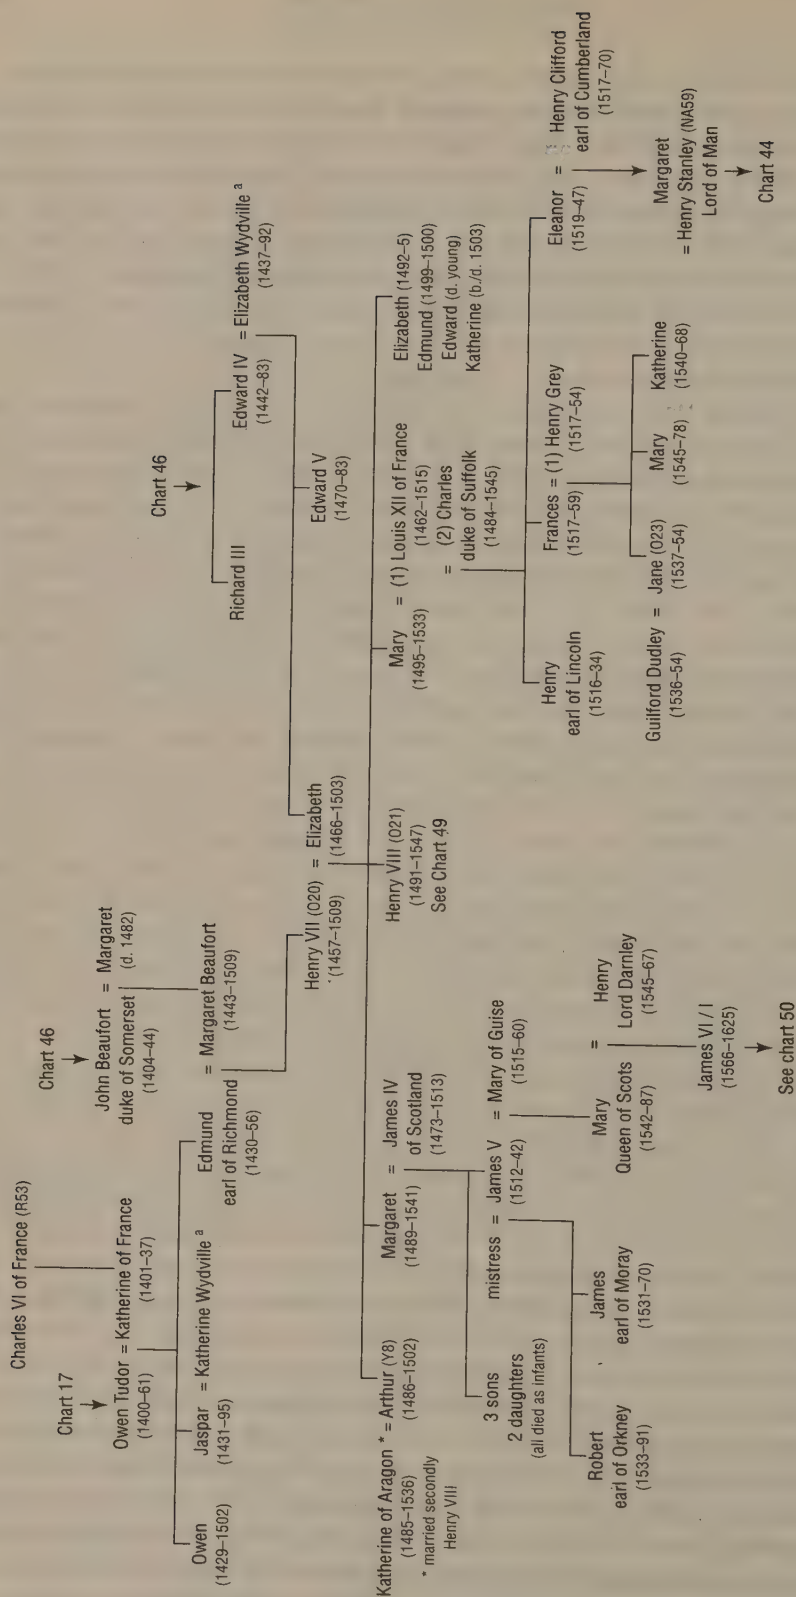 Charles VI of France (R53)
Chart 17
Owen Tudor = Katherine of France
(1400–61)
(1401–37)
Chart 46
John Beaufort = Margaret
duke of Somerset (d. 1482)
(1404–44)
Chart 46
Richard III
Edward IV = Elizabeth Wydville a
(1442–83)
(1437–92)
Owen
(1429–1502)
Jaspar = Katherine Wydville a
(1431–95)
Edmund = Margaret Beaufort
earl of Richmond (1443–1509)
(1430–56)
Edward V
(1470–83)
Henry VII (O20) = Elizabeth
(1457–1509) (1466–1503)
Katherine of Aragon * = Arthur (Y8)
(1485–1536) (1486–1502)
* married secondly
Henry VIII
Margaret = James IV
(1489–1541) of Scotland
(1473–1513)
Henry VIII (O21)
(1491–1547)
See Chart 49
Mary = (1) Louis XII of France
(1495–1533) (1462–1515)
= (2) Charles
duke of Suffolk
(1484–1545)
Elizabeth (1492–5)
Edmund (1499–1500)
Edward (d. young)
Katherine (b./d. 1503)
3 sons
2 daughters
(all died as infants)
mistress = James V = Mary of Guise
(1512–42) (1515–60)
Henry
earl of Lincoln
(1516–34)
Frances = (1) Henry Grey
(1517–59) (1517–54)
Eleanor = Henry Clifford
(1519–47) earl of Cumberland
(1517–70)
Robert
earl of Orkney
(1533–91)
James
earl of Moray
(1531–70)
Mary = Henry
Queen of Scots Lord Darnley
(1542–87) (1545–67)
Guilford Dudley = Jane (O23)
(1536–54) (1537–54)
Mary
(1545–78)
Katherine
(1540–68)
Margaret
= Henry Stanley (NA59)
Lord of Man
Chart 44
James VI / I
(1566–1625)
See chart 50